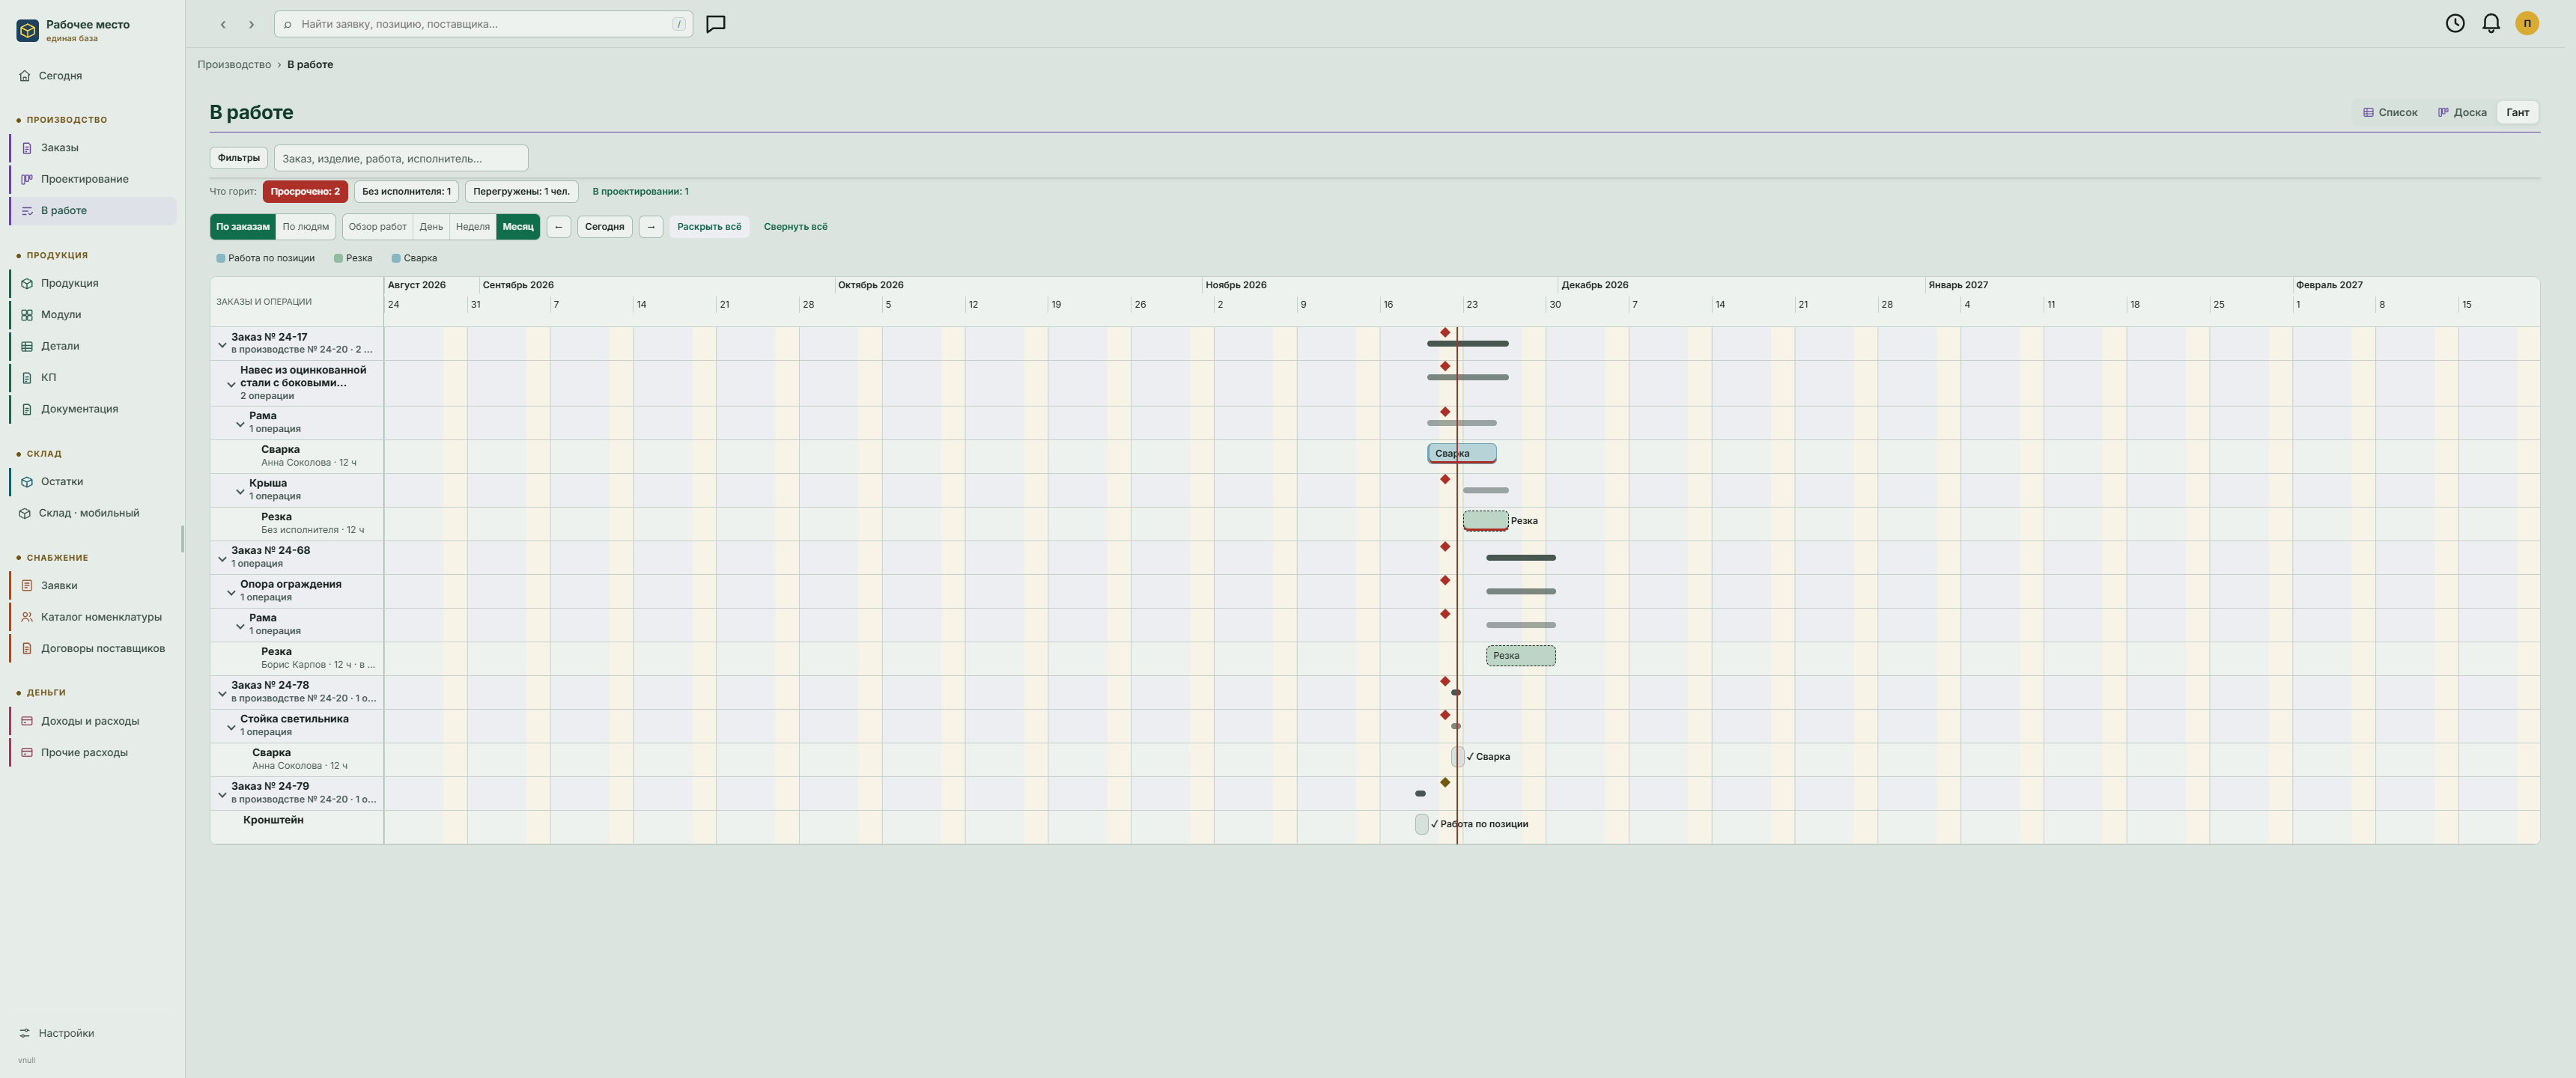 Рабочее место
единая база
Найти заявку, позицию, поставщика...
/
П
Сегодня
Производство › В работе
ПРОИЗВОДСТВО
Заказы
Проектирование
В работе
ПРОДУКЦИЯ
Продукция
Модули
Детали
КП
Документация
СКЛАД
Остатки
Склад · мобильный
СНАБЖЕНИЕ
Заявки
Каталог номенклатуры
Договоры поставщиков
ДЕНЬГИ
Доходы и расходы
Прочие расходы
Настройки
vnull
В работе
Список Доска Гант
Фильтры Заказ, изделие, работа, исполнитель...
Что горит: Просрочено: 2 Без исполнителя: 1 Перегружены: 1 чел. В проектировании: 1
По заказам По людям Обзор работ День Неделя Месяц ← Сегодня → Раскрыть всё Свернуть всё
Работа по позиции Резка Сварка
ЗАКАЗЫ И ОПЕРАЦИИ
Август 2026 Сентябрь 2026 Октябрь 2026 Ноябрь 2026 Декабрь 2026 Январь 2027 Февраль 2027
24 31 7 14 21 28 5 12 19 26 2 9 16 23 30 7 14 21 28 4 11 18 25 1 8 15
Заказ № 24-17
в производстве № 24-20 · 2 ...
Навес из оцинкованной
стали с боковыми...
2 операции
Рама
1 операция
Сварка
Анна Соколова · 12 ч
Сварка
Крыша
1 операция
Резка
Без исполнителя · 12 ч
Резка
Заказ № 24-68
1 операция
Опора ограждения
1 операция
Рама
1 операция
Резка
Борис Карпов · 12 ч · в ...
Резка
Заказ № 24-78
в производстве № 24-20 · 1 о...
Стойка светильника
1 операция
Сварка
Анна Соколова · 12 ч
✓ Сварка
Заказ № 24-79
в производстве № 24-20 · 1 о...
Кронштейн
✓ Работа по позиции